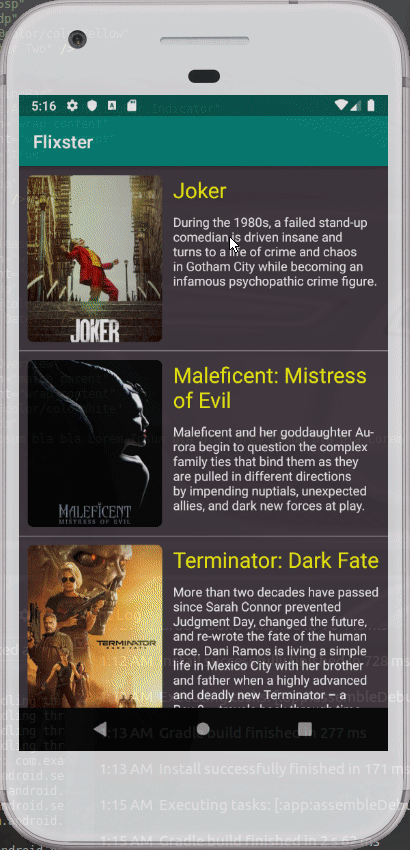 5:16
Flixster
Joker
During the 1980s, a failed stand-up
comedian is driven insane and
turns to a life of crime and chaos
in Gotham City while becoming an
infamous psychopathic crime figure.
JOKER
Maleficent: Mistress
of Evil
Maleficent and her goddaughter Au-
rora begin to question the complex
family ties that bind them as they
are pulled in different directions
by impending nuptials, unexpected
allies, and dark new forces at play.
MALEFICENT
MISTRESS OF EVIL
Terminator: Dark Fate
More than two decades have passed
since Sarah Connor prevented
Judgment Day, changed the future,
and re-wrote the fate of the human
race. Dani Ramos is living a simple
life in Mexico City with her brother
and father when a highly advanced
and deadly new Terminator – a
TERMINATOR
DARK FATE
1:13 AM Gradle build finished in 277 ms
1:13 AM Install successfully finished in 171 ms
1:15 AM Executing tasks: [:app:assembleDebu
1:15 AM Gradle build finished in 2 s 62 ms